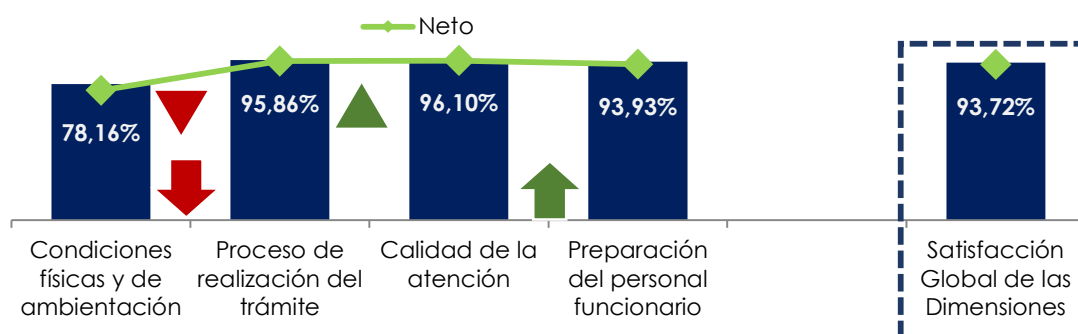 Neto
78,16%
95,86%
96,10%
93,93%
93,72%
Condiciones
físicas y de
ambientación
Proceso de
realización del
trámite
Calidad de la
atención
Preparación
del personal
funcionario
Satisfacción
Global de las
Dimensiones